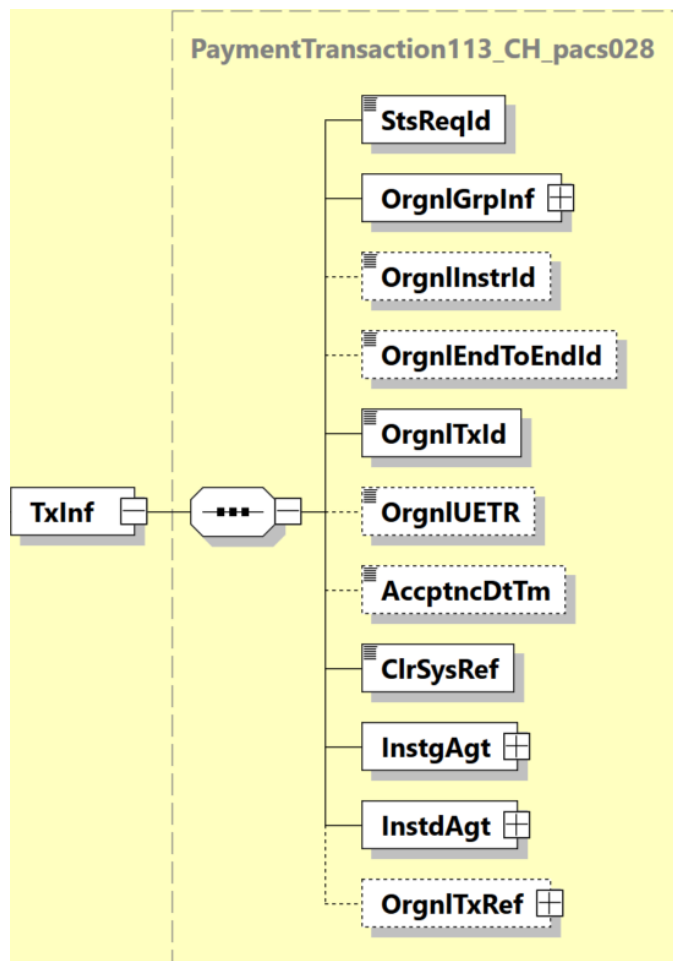 PaymentTransaction113_CH_pacs028
StsReqId
OrgnlGrpInf
OrgnlInstrId
OrgnlEndToEndId
OrgnlTxId
TxInf
OrgnlUETR
AccptncDtTm
ClrSysRef
InstgAgt
InstdAgt
OrgnlTxRef